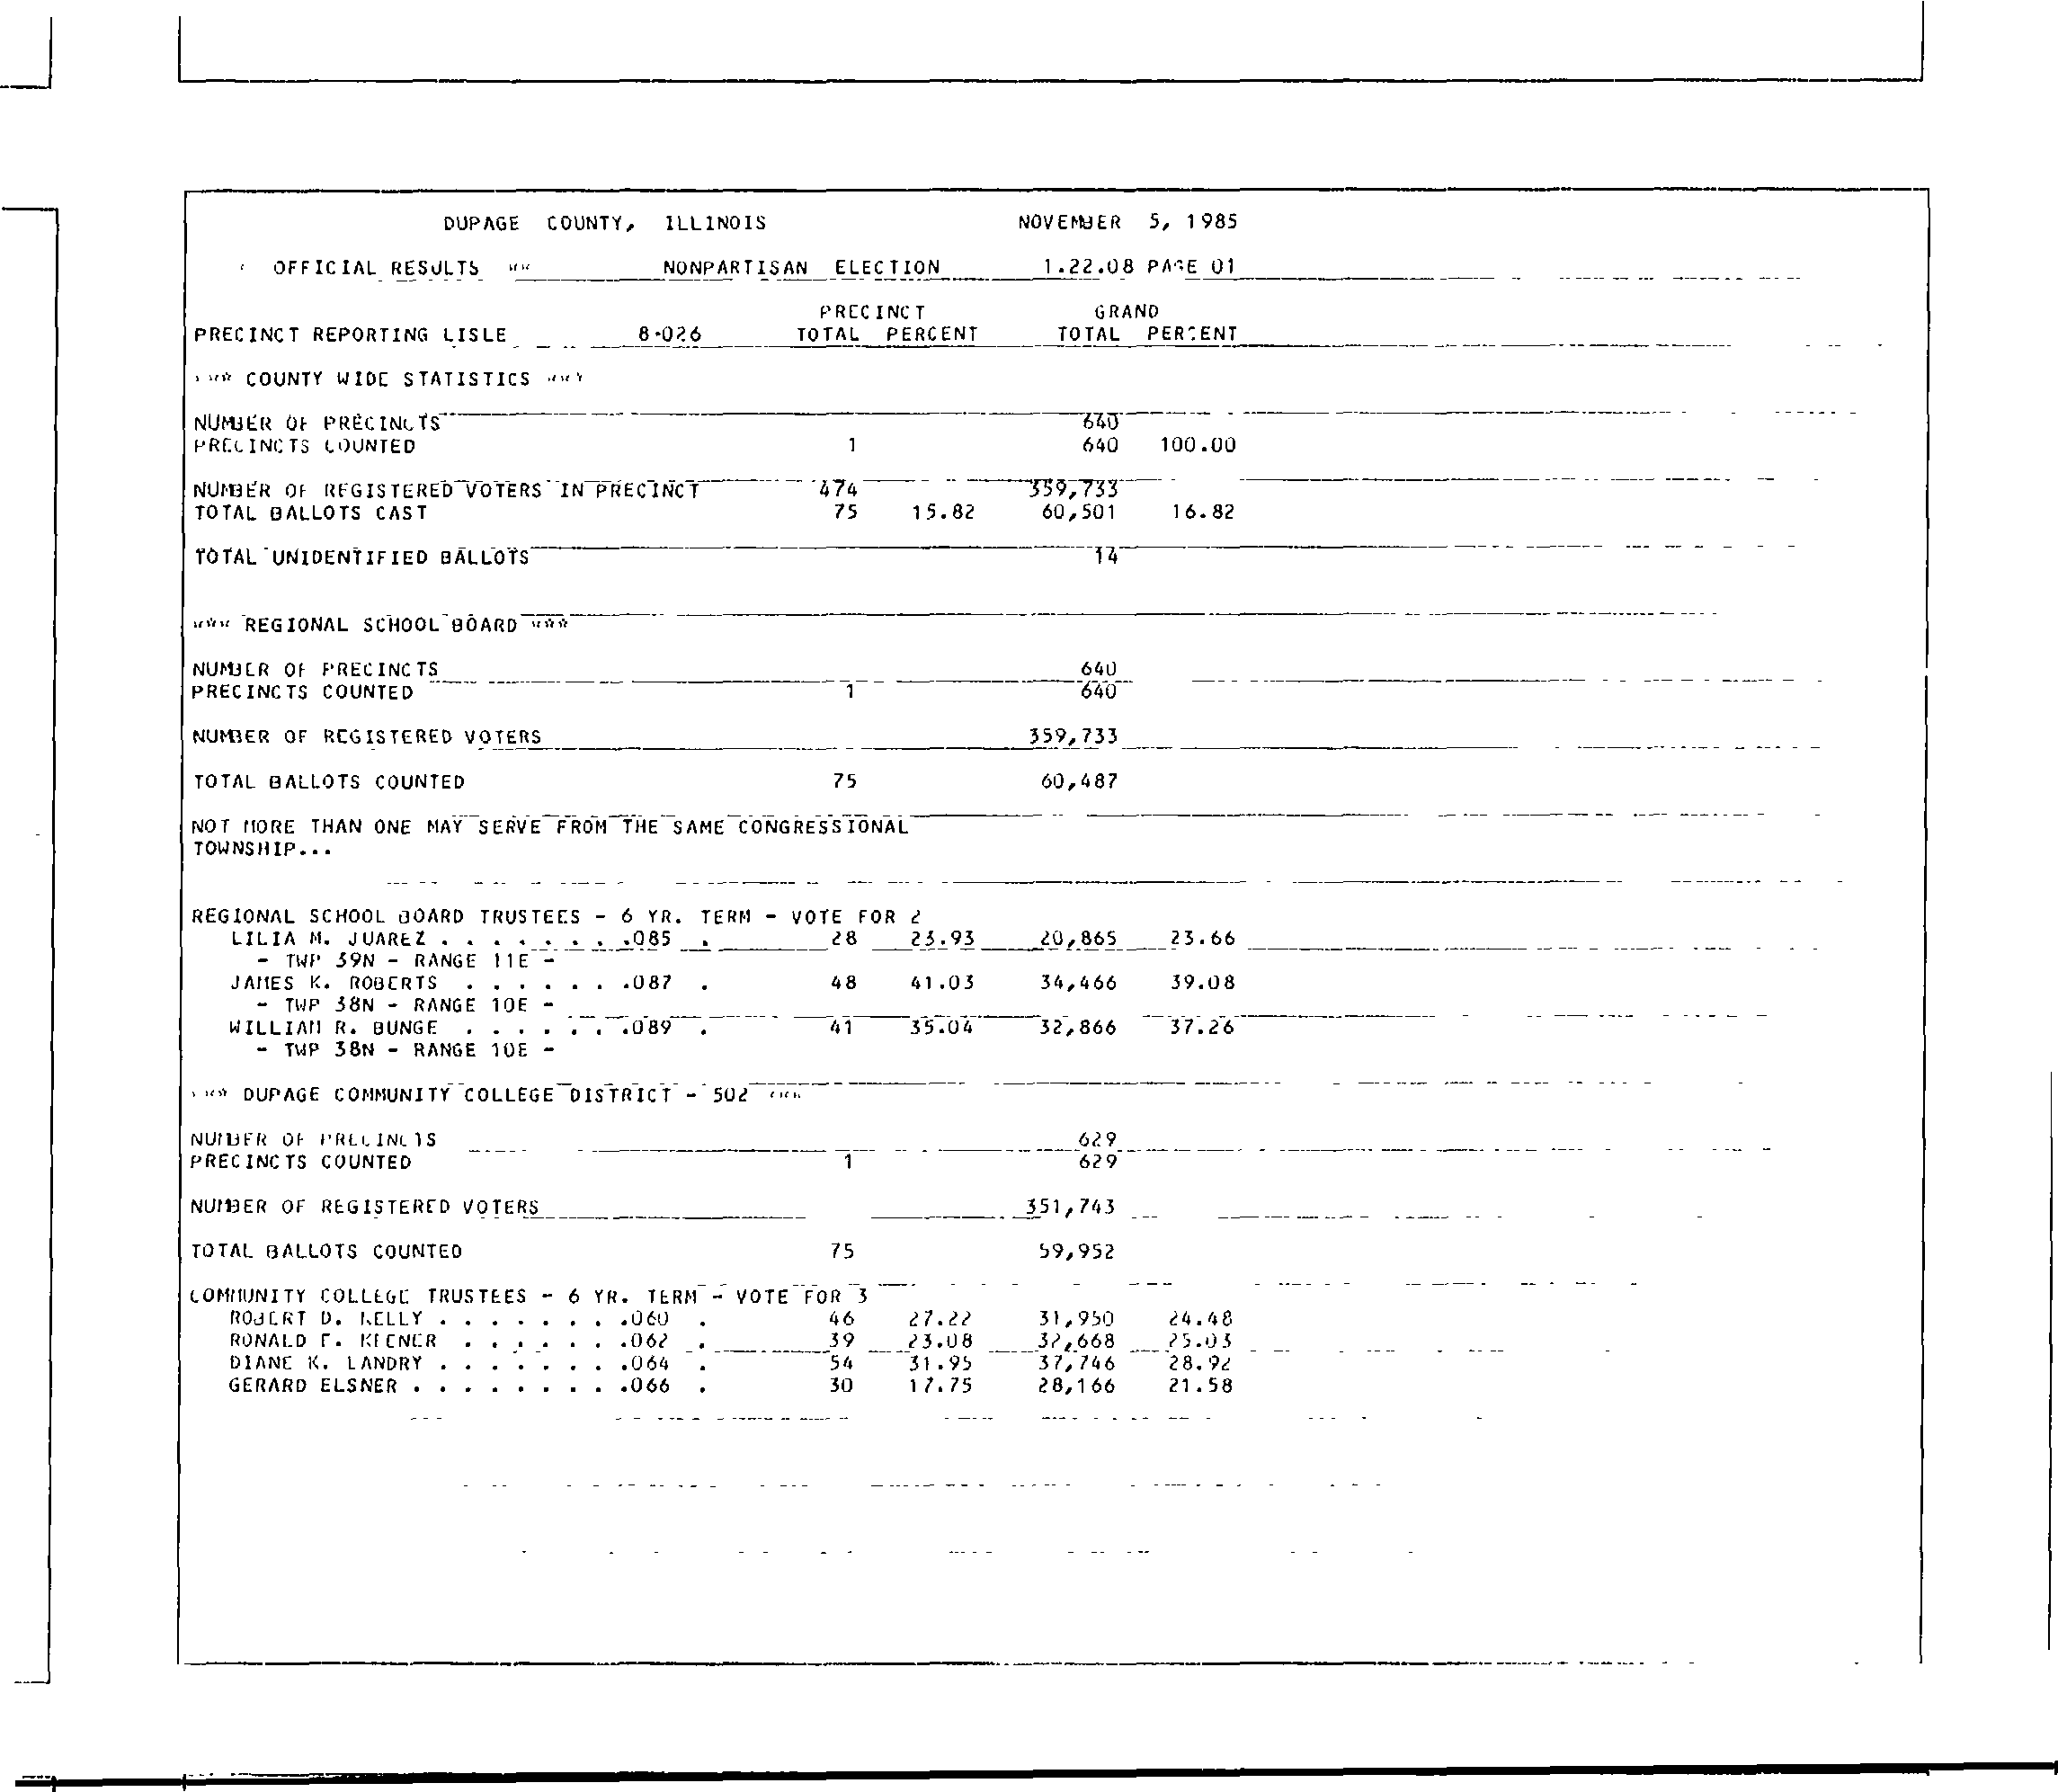 DUPAGE COUNTY, ILLINOIS NOVEMBER 5, 1985
OFFICIAL RESULTS ** NONPARTISAN ELECTION 1.22.08 PAGE 01
PRECINCT GRAND
PRECINCT REPORTING LISLE 8-026 TOTAL PERCENT TOTAL PERCENT
*** COUNTY WIDE STATISTICS ***
NUMBER OF PRECINCTS 640
PRECINCTS COUNTED 1 640 100.00
NUMBER OF REGISTERED VOTERS IN PRECINCT 474 359,733
TOTAL BALLOTS CAST 75 15.82 60,501 16.82
TOTAL UNIDENTIFIED BALLOTS 14
*** REGIONAL SCHOOL BOARD ***
NUMBER OF PRECINCTS 640
PRECINCTS COUNTED 1 640
NUMBER OF REGISTERED VOTERS 359,733
TOTAL BALLOTS COUNTED 75 60,487
NOT MORE THAN ONE MAY SERVE FROM THE SAME CONGRESSIONAL
TOWNSHIP...
REGIONAL SCHOOL BOARD TRUSTEES - 6 YR. TERM - VOTE FOR 2
LILIA M. JUAREZ . . . . . . . .085 . 28 23.93 20,865 23.66
- TWP 39N - RANGE 11E -
JAMES K. ROBERTS . . . . . . .087 . 48 41.03 34,466 39.08
- TWP 38N - RANGE 10E -
WILLIAM R. BUNGE . . . . . . .089 . 41 35.04 32,866 37.26
- TWP 38N - RANGE 10E -
*** DUPAGE COMMUNITY COLLEGE DISTRICT - 502 ***
NUMBER OF PRECINCTS 629
PRECINCTS COUNTED 1 629
NUMBER OF REGISTERED VOTERS 351,743
TOTAL BALLOTS COUNTED 75 59,952
COMMUNITY COLLEGE TRUSTEES - 6 YR. TERM - VOTE FOR 3
ROBERT D. KELLY . . . . . . . .060 . 46 27.22 31,950 24.48
RONALD F. KEENER . . . . . . .062 . 39 23.08 32,668 25.03
DIANE K. LANDRY . . . . . . . .064 . 54 31.95 37,746 28.92
GERARD ELSNER . . . . . . . . .066 . 30 17.75 28,166 21.58